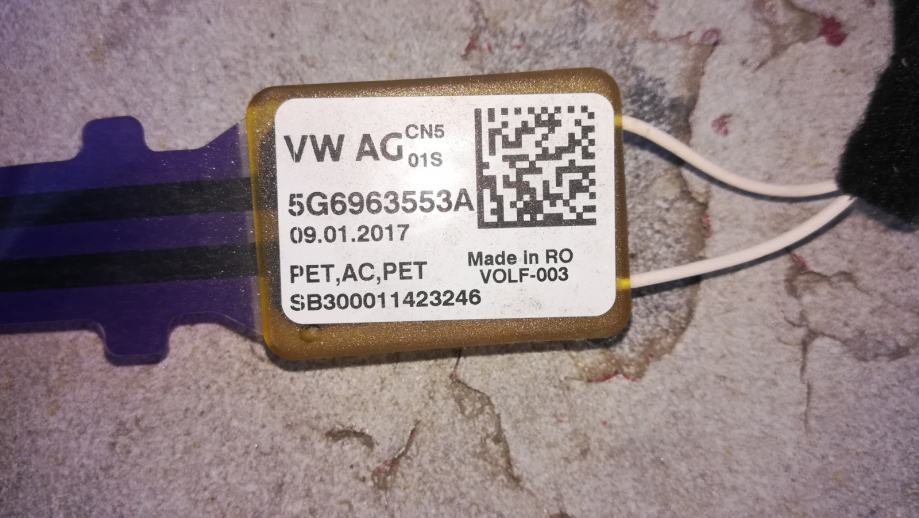 VW AG CN5
01S
5G6963553A
09.01.2017
PET,AC,PET
Made in RO
VOLF-003
SB300011423246